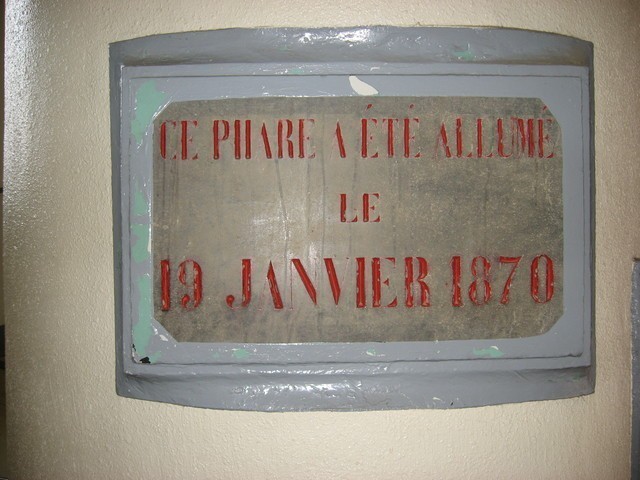 CE PHARE A ÉTÉ ALLUMÉ
LE
19 JANVIER 1870